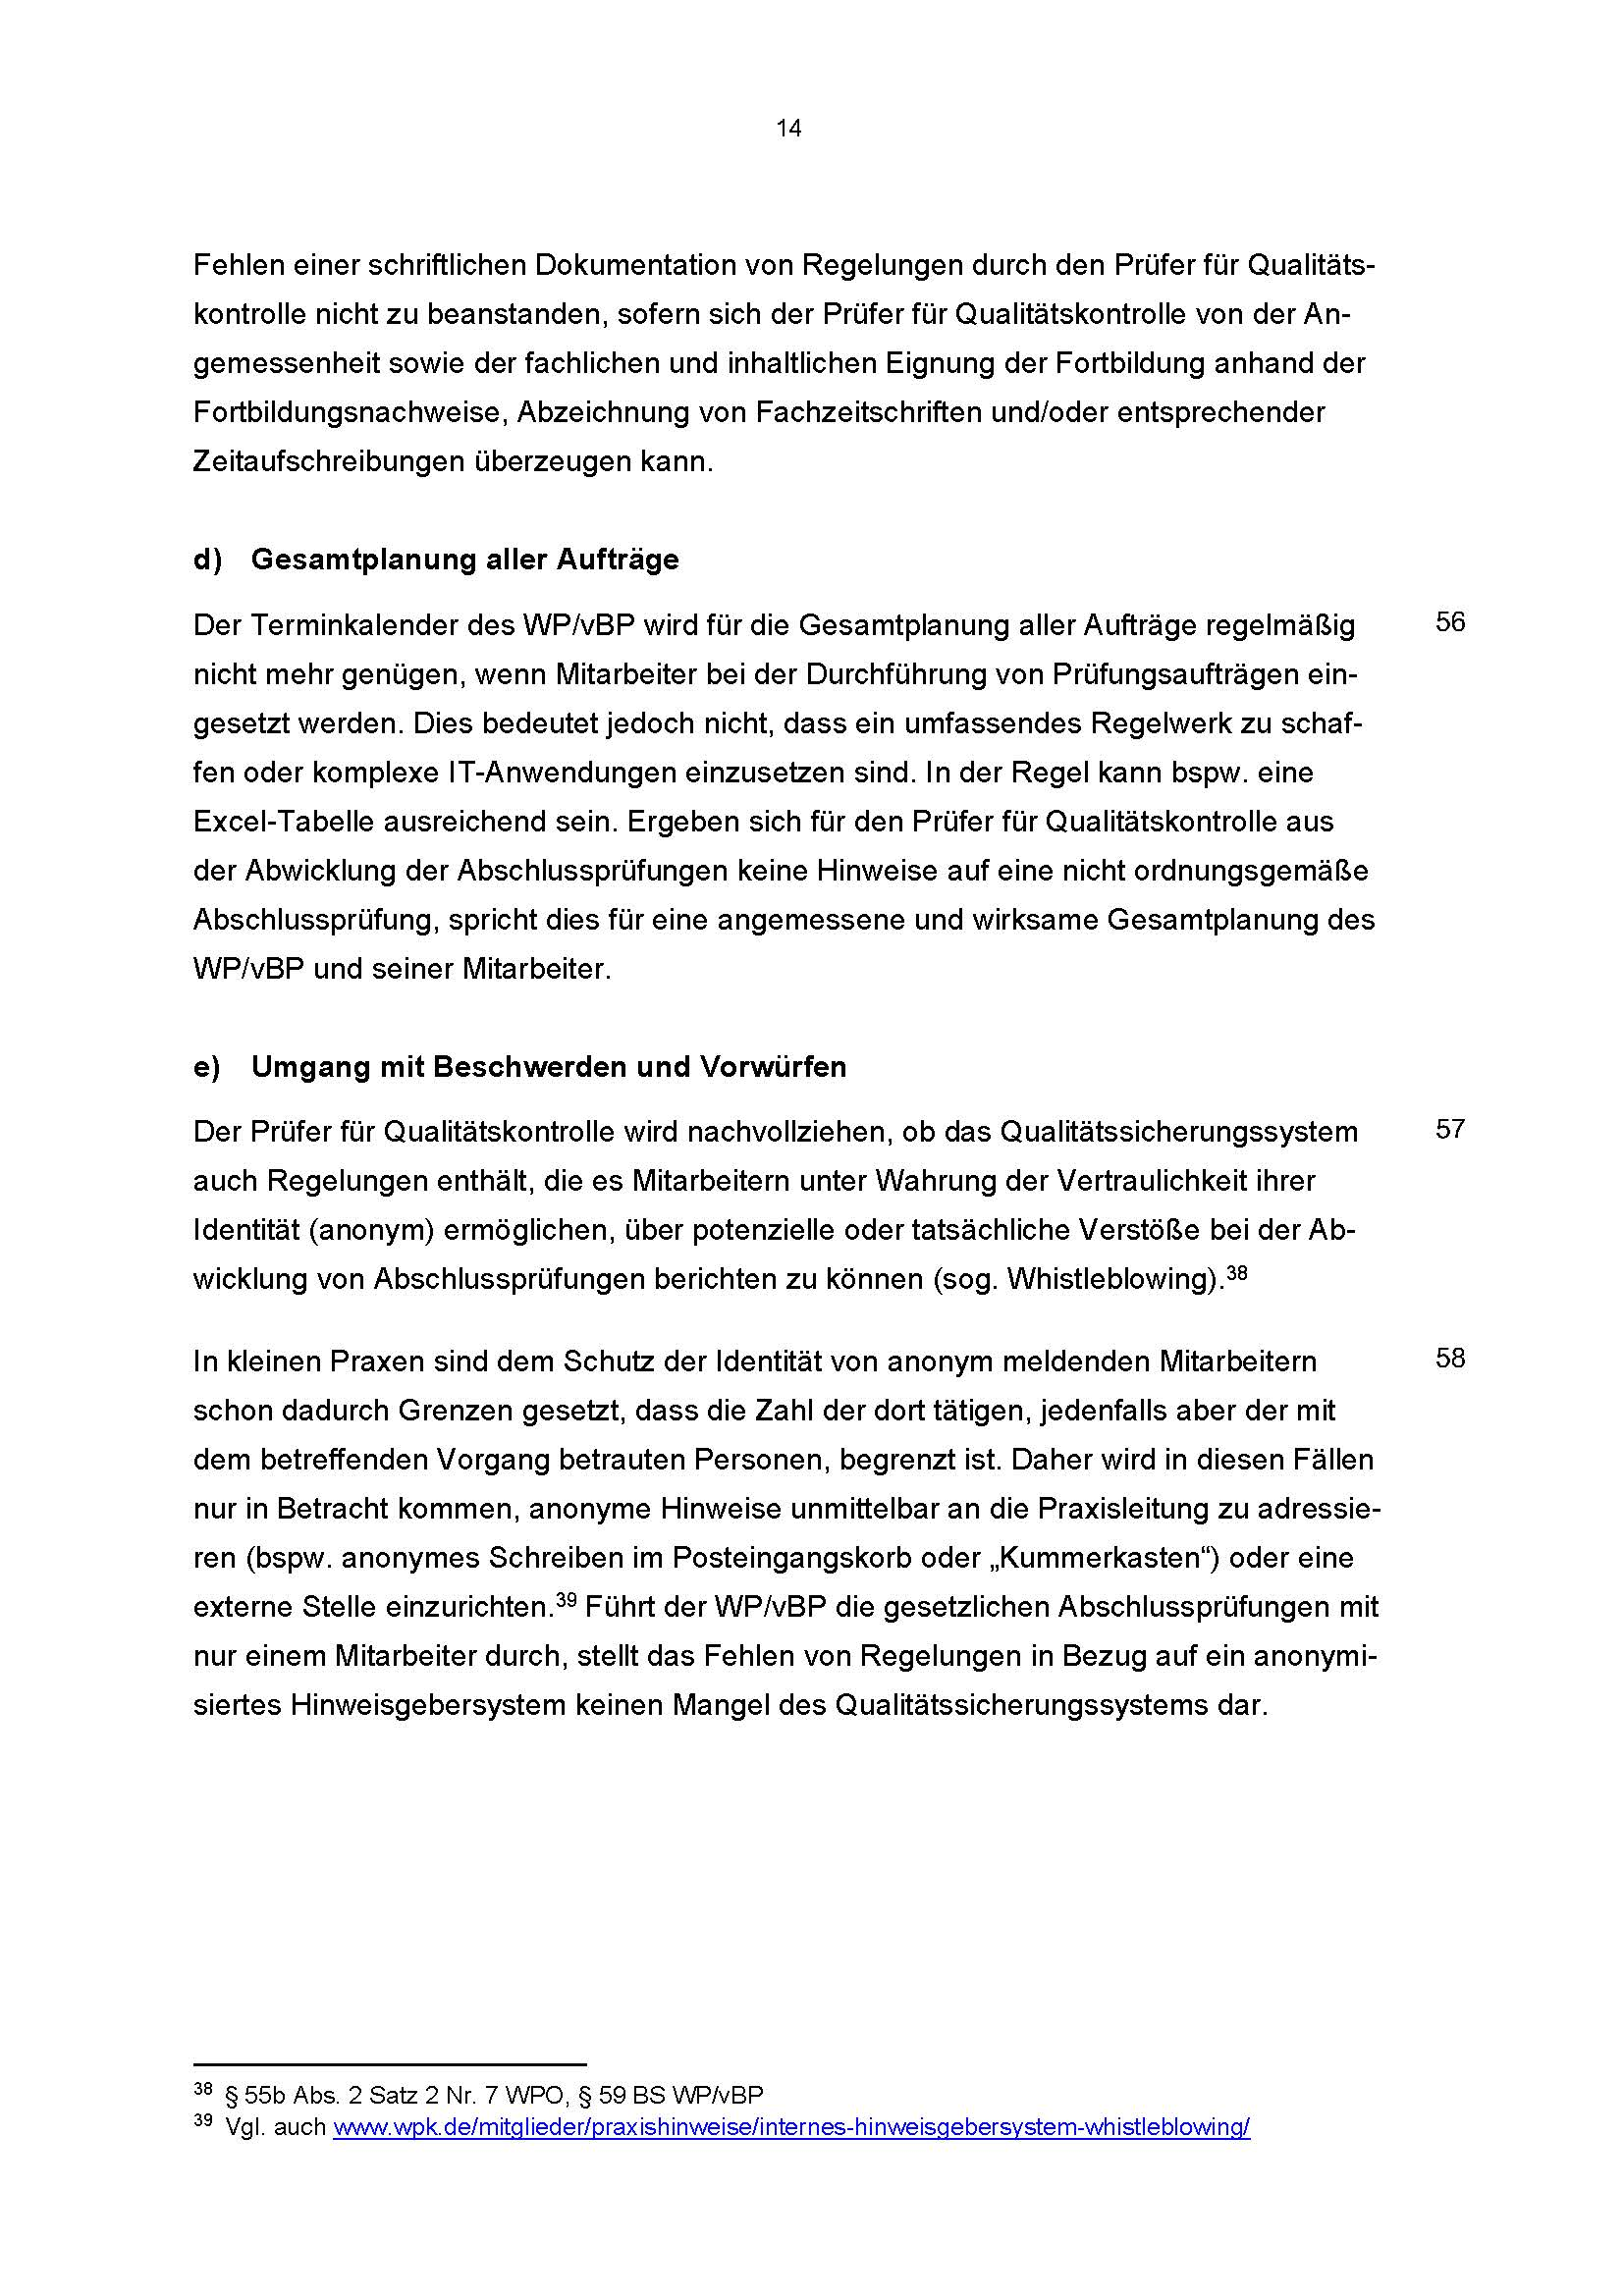 14
Fehlen einer schriftlichen Dokumentation von Regelungen durch den Prüfer für Qualitäts-
kontrolle nicht zu beanstanden, sofern sich der Prüfer für Qualitätskontrolle von der An-
gemessenheit sowie der fachlichen und inhaltlichen Eignung der Fortbildung anhand der
Fortbildungsnachweise, Abzeichnung von Fachzeitschriften und/oder entsprechender
Zeitaufschreibungen überzeugen kann.
d) Gesamtplanung aller Aufträge
Der Terminkalender des WP/vBP wird für die Gesamtplanung aller Aufträge regelmäßig 56
nicht mehr genügen, wenn Mitarbeiter bei der Durchführung von Prüfungsaufträgen ein-
gesetzt werden. Dies bedeutet jedoch nicht, dass ein umfassendes Regelwerk zu schaf-
fen oder komplexe IT-Anwendungen einzusetzen sind. In der Regel kann bspw. eine
Excel-Tabelle ausreichend sein. Ergeben sich für den Prüfer für Qualitätskontrolle aus
der Abwicklung der Abschlussprüfungen keine Hinweise auf eine nicht ordnungsgemäße
Abschlussprüfung, spricht dies für eine angemessene und wirksame Gesamtplanung des
WP/vBP und seiner Mitarbeiter.
e) Umgang mit Beschwerden und Vorwürfen
Der Prüfer für Qualitätskontrolle wird nachvollziehen, ob das Qualitätssicherungssystem 57
auch Regelungen enthält, die es Mitarbeitern unter Wahrung der Vertraulichkeit ihrer
Identität (anonym) ermöglichen, über potenzielle oder tatsächliche Verstöße bei der Ab-
wicklung von Abschlussprüfungen berichten zu können (sog. Whistleblowing).38
In kleinen Praxen sind dem Schutz der Identität von anonym meldenden Mitarbeitern 58
schon dadurch Grenzen gesetzt, dass die Zahl der dort tätigen, jedenfalls aber der mit
dem betreffenden Vorgang betrauten Personen, begrenzt ist. Daher wird in diesen Fällen
nur in Betracht kommen, anonyme Hinweise unmittelbar an die Praxisleitung zu adressie-
ren (bspw. anonymes Schreiben im Posteingangskorb oder „Kummerkasten“) oder eine
externe Stelle einzurichten.39 Führt der WP/vBP die gesetzlichen Abschlussprüfungen mit
nur einem Mitarbeiter durch, stellt das Fehlen von Regelungen in Bezug auf ein anonymi-
siertes Hinweisgebersystem keinen Mangel des Qualitätssicherungssystems dar.
38 § 55b Abs. 2 Satz 2 Nr. 7 WPO, § 59 BS WP/vBP
39 Vgl. auch www.wpk.de/mitglieder/praxishinweise/internes-hinweisgebersystem-whistleblowing/